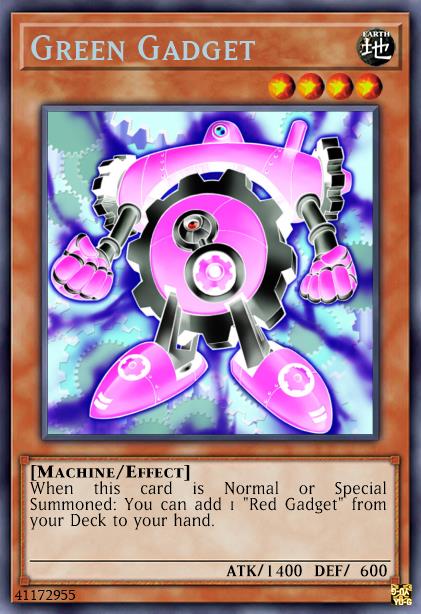 Green Gadget
EARTH
地
[Machine/Effect]
When this card is Normal or Special
Summoned: You can add 1 "Red Gadget" from
your Deck to your hand.
ATK/1400 DEF/ 600
41172955